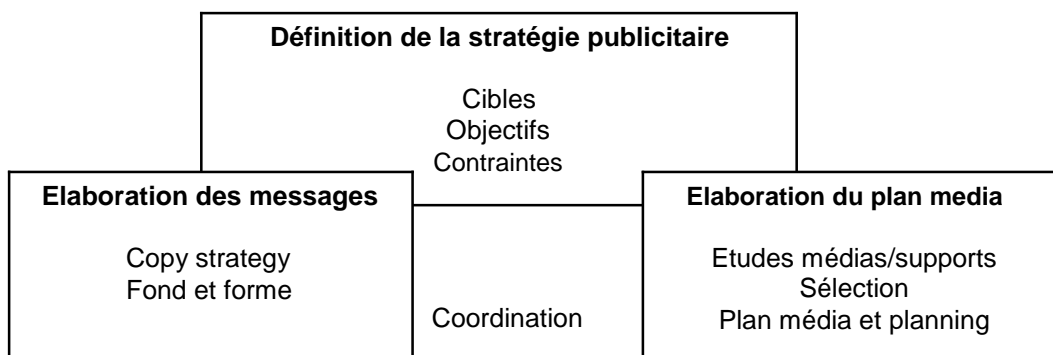 Définition de la stratégie publicitaire
Cibles
Objectifs
Contraintes
Elaboration des messages
Copy strategy
Fond et forme
Coordination
Elaboration du plan media
Etudes médias/supports
Sélection
Plan média et planning